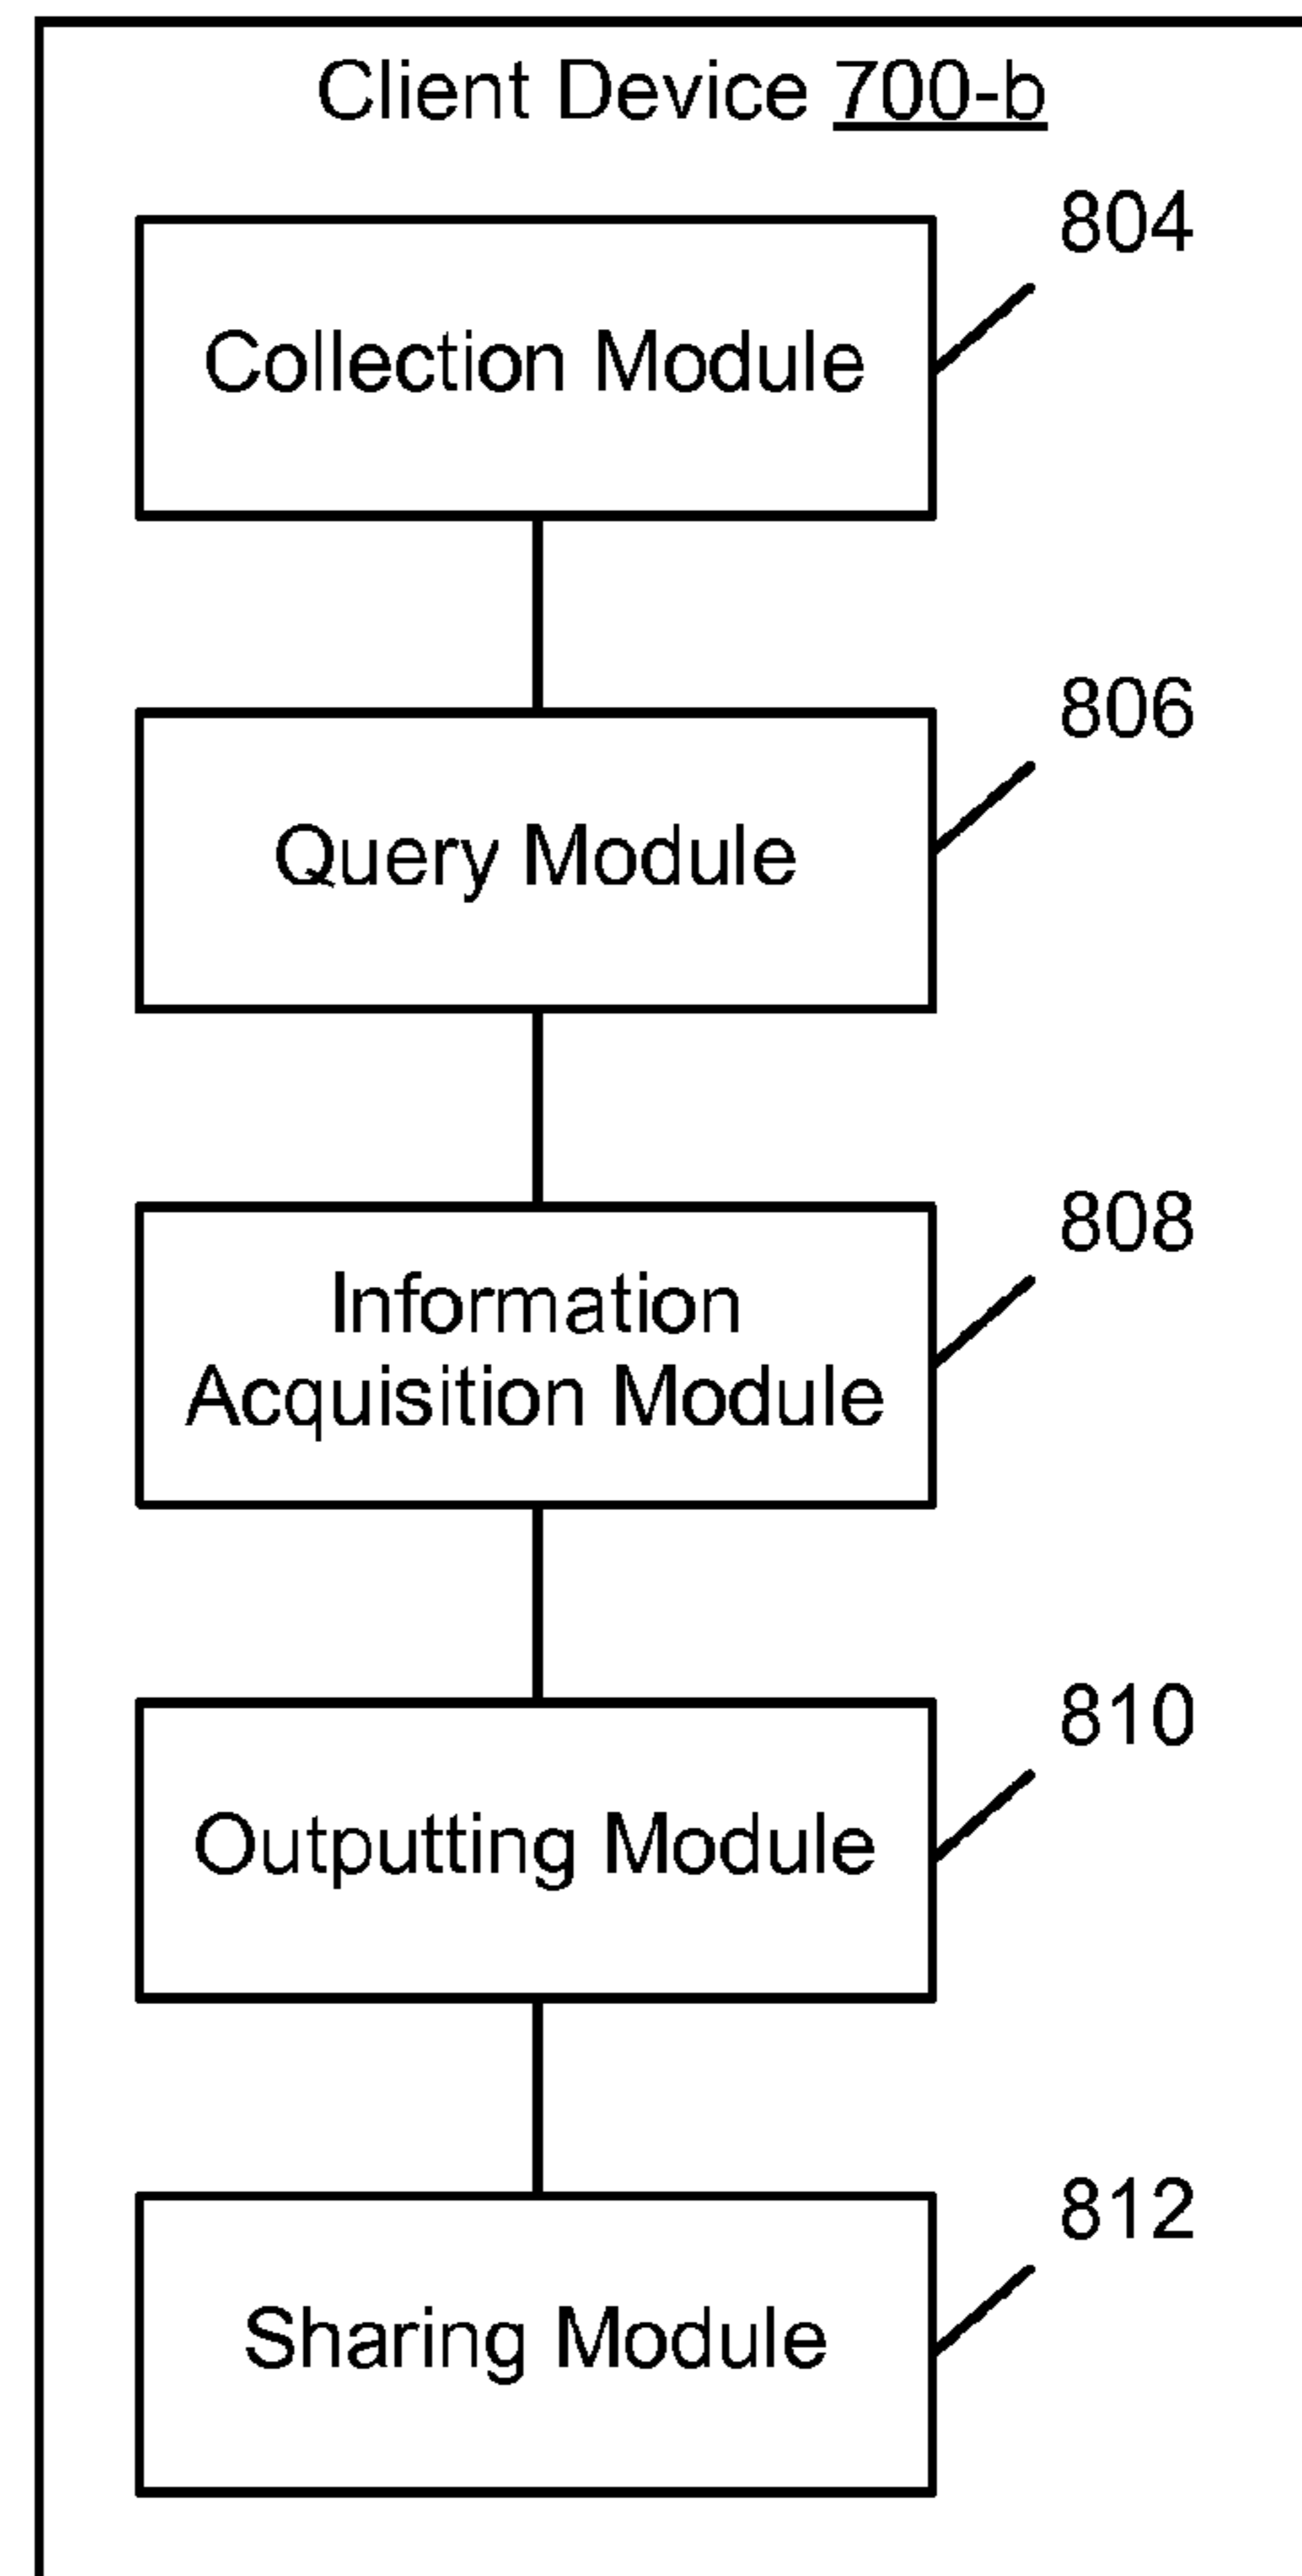 Client Device 700-b
804
Collection Module
806
Query Module
808
Information
Acquisition Module
810
Outputting Module
812
Sharing Module